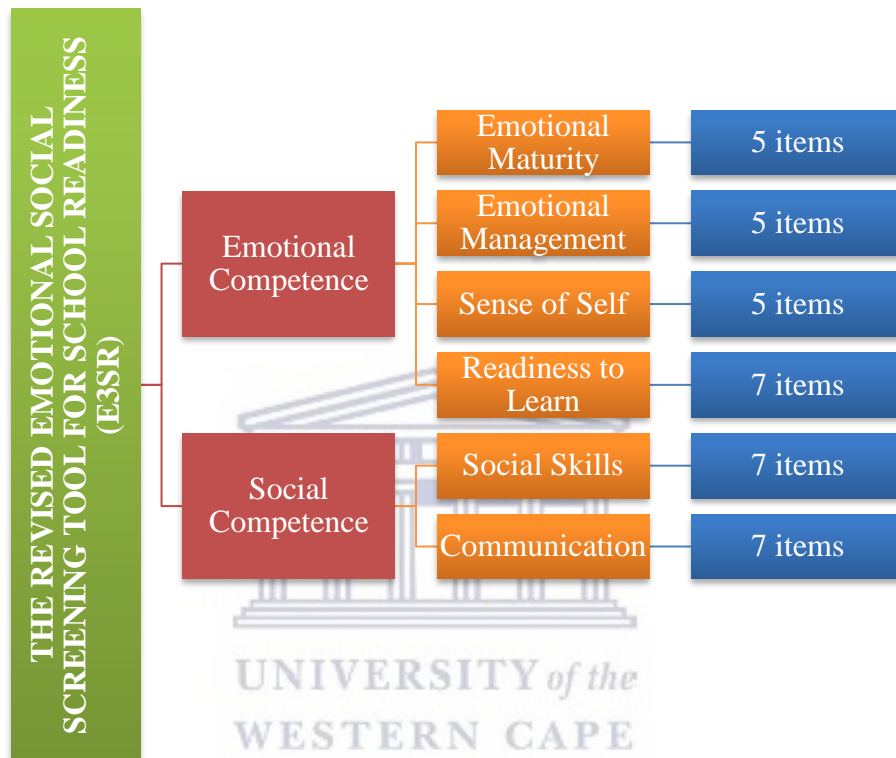 THE REVISED EMOTIONAL SOCIAL
SCREENING TOOL FOR SCHOOL READINESS
(E3SR)
Emotional
Competence
Emotional
Maturity
5 items
Emotional
Management
5 items
Sense of Self
5 items
Readiness to
Learn
7 items
Social
Competence
Social Skills
7 items
Communication
7 items
UNIVERSITY of the
WESTERN CAPE